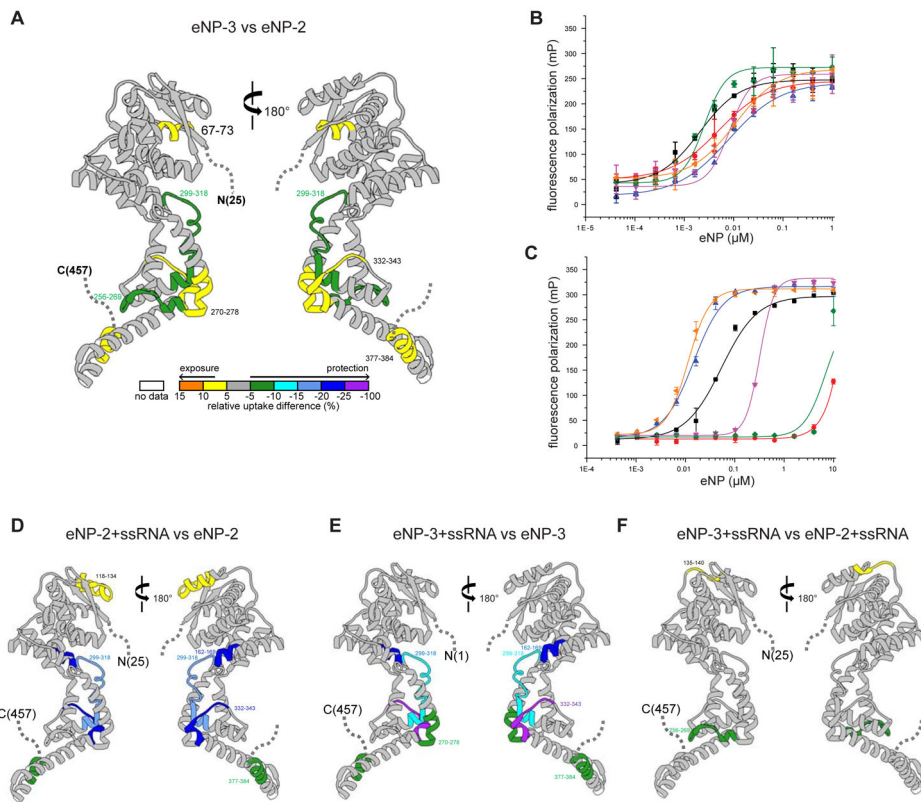 A
eNP-3 vs eNP-2
180°
67-73
299-318
299-318
N(25)
C(457)
256-269
332-343
270-278
377-384
exposure
protection
no data
15 10 5 -5 -10 -15 -20 -25 -100
relative uptake difference (%)
B
fluorescence polarization (mP)
350
300
250
200
150
100
50
0
1E-5 1E-4 1E-3 0.01 0.1 1
eNP (µM)
C
fluorescence polarization (mP)
350
300
250
200
150
100
50
0
1E-4 1E-3 0.01 0.1 1 10
eNP (µM)
D
eNP-2+ssRNA vs eNP-2
118-134
180°
299-318
299-318
162-168
N(25)
C(457)
332-343
377-384
E
eNP-3+ssRNA vs eNP-3
180°
299-318
299-318
N(1)
C(457)
332-343
270-278
377-384
F
eNP-3+ssRNA vs eNP-2+ssRNA
135-140
180°
N(25)
C(457)
256-269